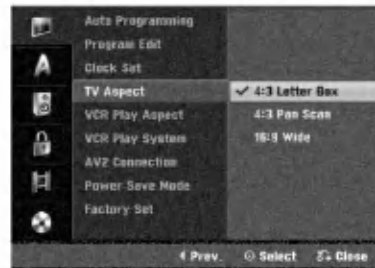 Auto Programming
Program Edit
A
Clock Set
TV Aspect
✓ 4:3 Letter Box
VCR Play Aspect
4:3 Pan Scan
VCR Play System
16:9 Wide
AV2 Connection
Power Save Mode
Factory Set
Prev.
Select
Close